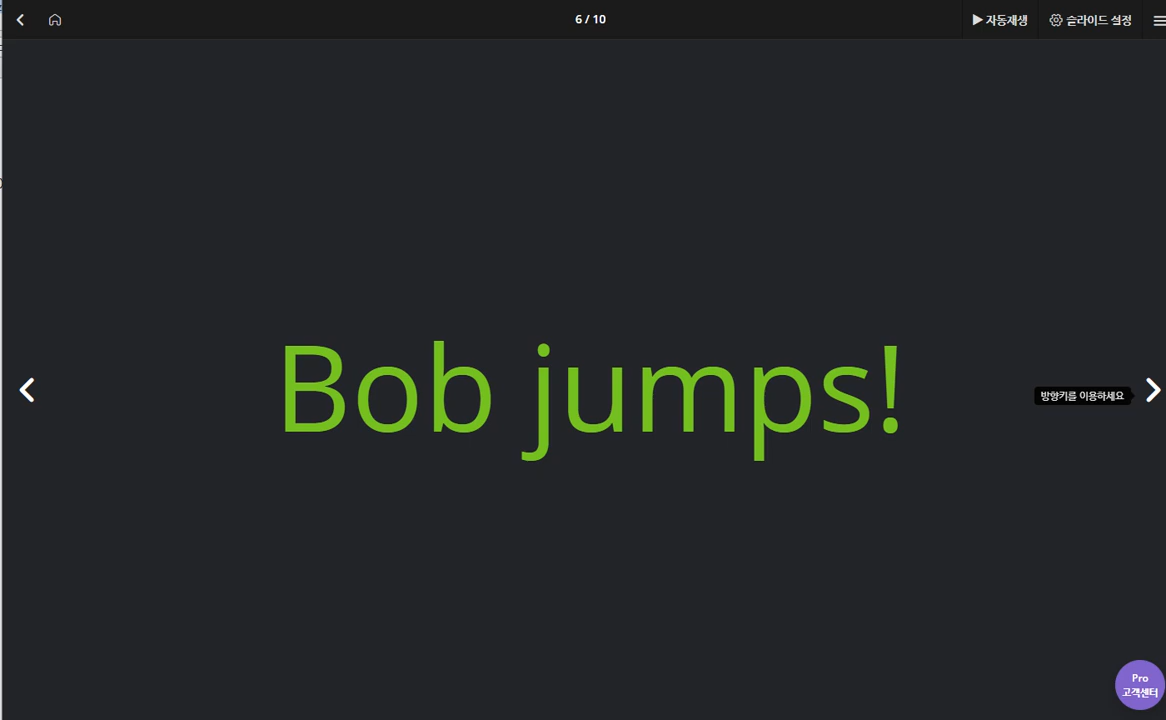 6 / 10
▶ 자동재생
슬라이드 설정
Bob jumps!
방향키를 이용하세요
Pro
고객센터